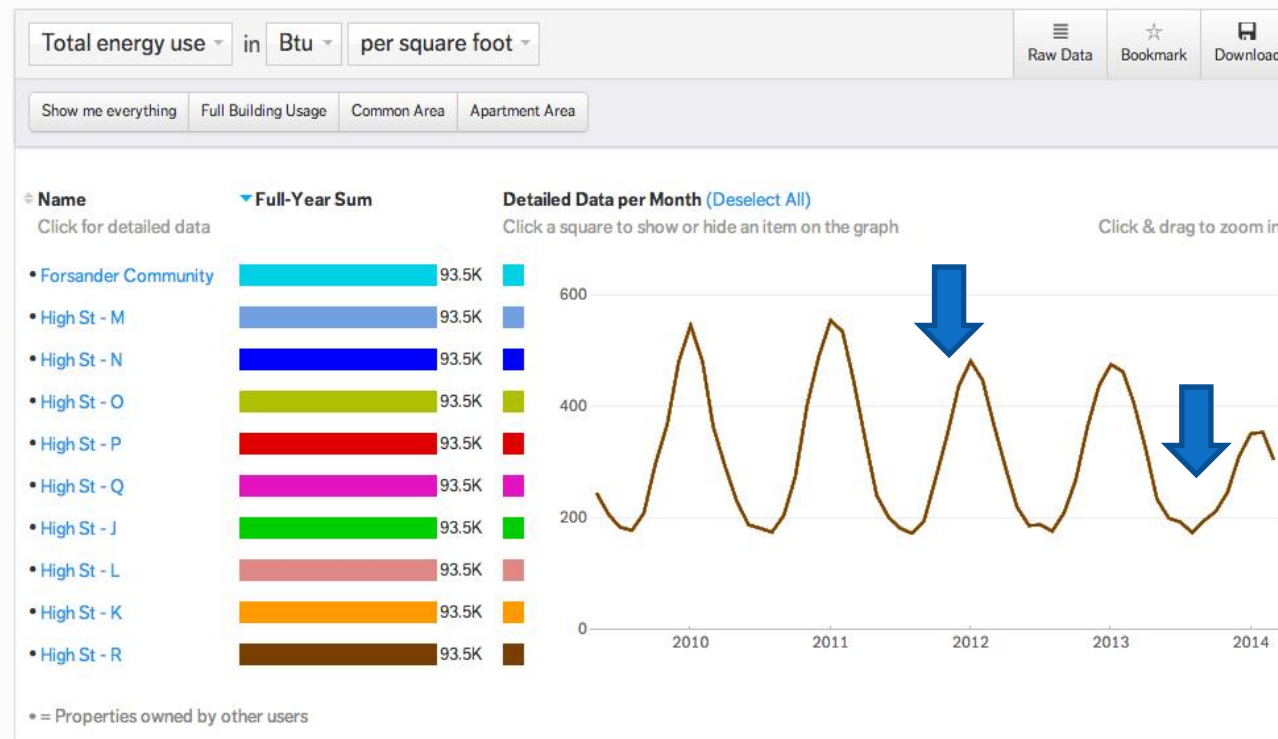 Total energy use in Btu per square foot
Raw Data Bookmark Download
Show me everything Full Building Usage Common Area Apartment Area
Name Full-Year Sum Detailed Data per Month (Deselect All)
Click for detailed data Click a square to show or hide an item on the graph Click & drag to zoom in
• Forsander Community 93.5K
• High St - M 93.5K
• High St - N 93.5K
• High St - O 93.5K
• High St - P 93.5K
• High St - Q 93.5K
• High St - J 93.5K
• High St - L 93.5K
• High St - K 93.5K
• High St - R 93.5K
600
400
200
0
2010 2011 2012 2013 2014
• = Properties owned by other users